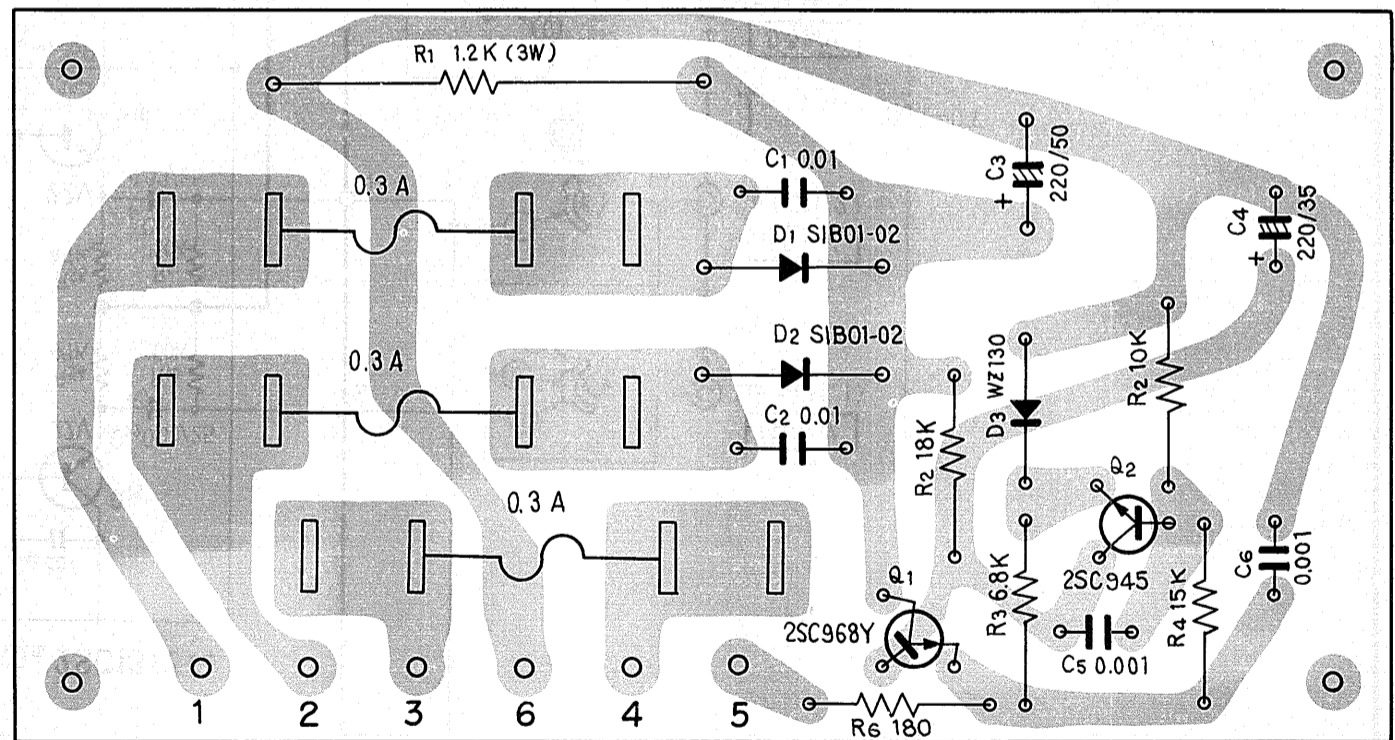 R1 1.2K (3W)
0.3 A
C1 0.01
D1 SIB01-02
C3 220/50
+
C4 220/35
+
0.3 A
D2 SIB01-02
C2 0.01
R2 18K
D3 WZ130
R2 10K
Q2
2SC945
0.3 A
Q1
2SC968Y
R3 6.8K
C5 0.001
R4 15K
C6 0.001
R6 180
1 2 3 6 4 5